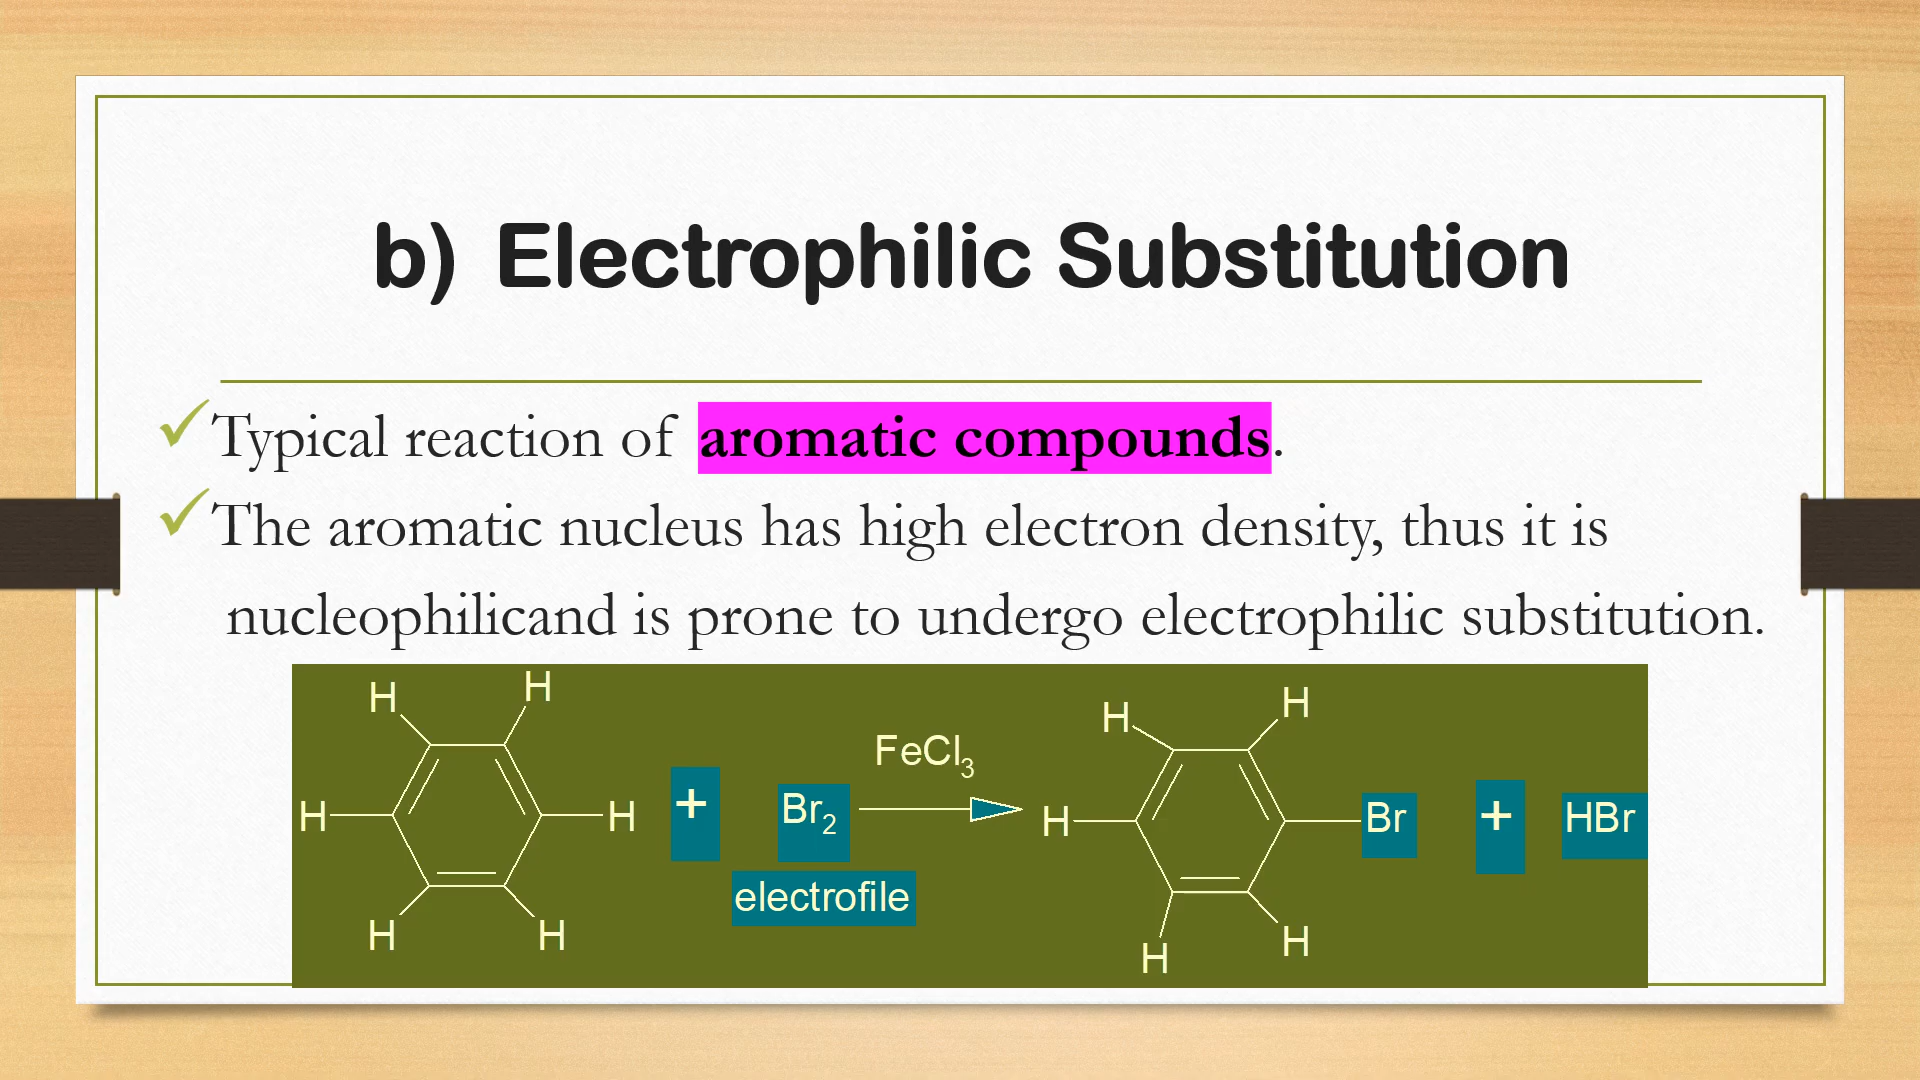 b) Electrophilic Substitution
✓Typical reaction of aromatic compounds.
✓The aromatic nucleus has high electron density, thus it is
nucleophilicand is prone to undergo electrophilic substitution.
H H H H
FeCl3
H H + Br2 H Br + HBr
electrofile
H H H H